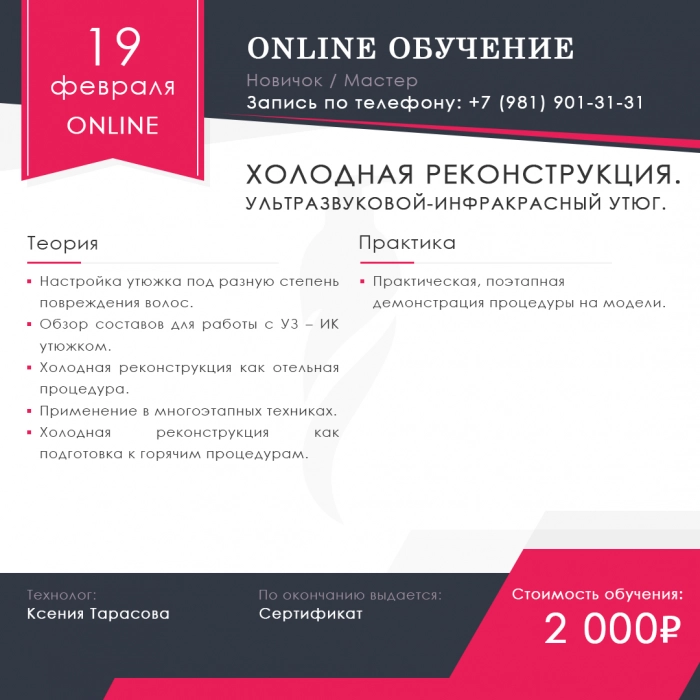 19
февраля
ONLINE
ONLINE ОБУЧЕНИЕ
Новичок / Мастер
Запись по телефону: +7 (981) 901-31-31
ХОЛОДНАЯ РЕКОНСТРУКЦИЯ.
УЛЬТРАЗВУКОВОЙ-ИНФРАКРАСНЫЙ УТЮГ.
Теория
Настройка утюжка под разную степень
повреждения волос.
Обзор составов для работы с УЗ – ИК
утюжком.
Холодная реконструкция как отельная
процедура.
Применение в многоэтапных техниках.
Холодная реконструкция как
подготовка к горячим процедурам.
Практика
Практическая, поэтапная
демонстрация процедуры на модели.
Технолог:
Ксения Тарасова
По окончанию выдается:
Сертификат
Стоимость обучения:
2 000₽